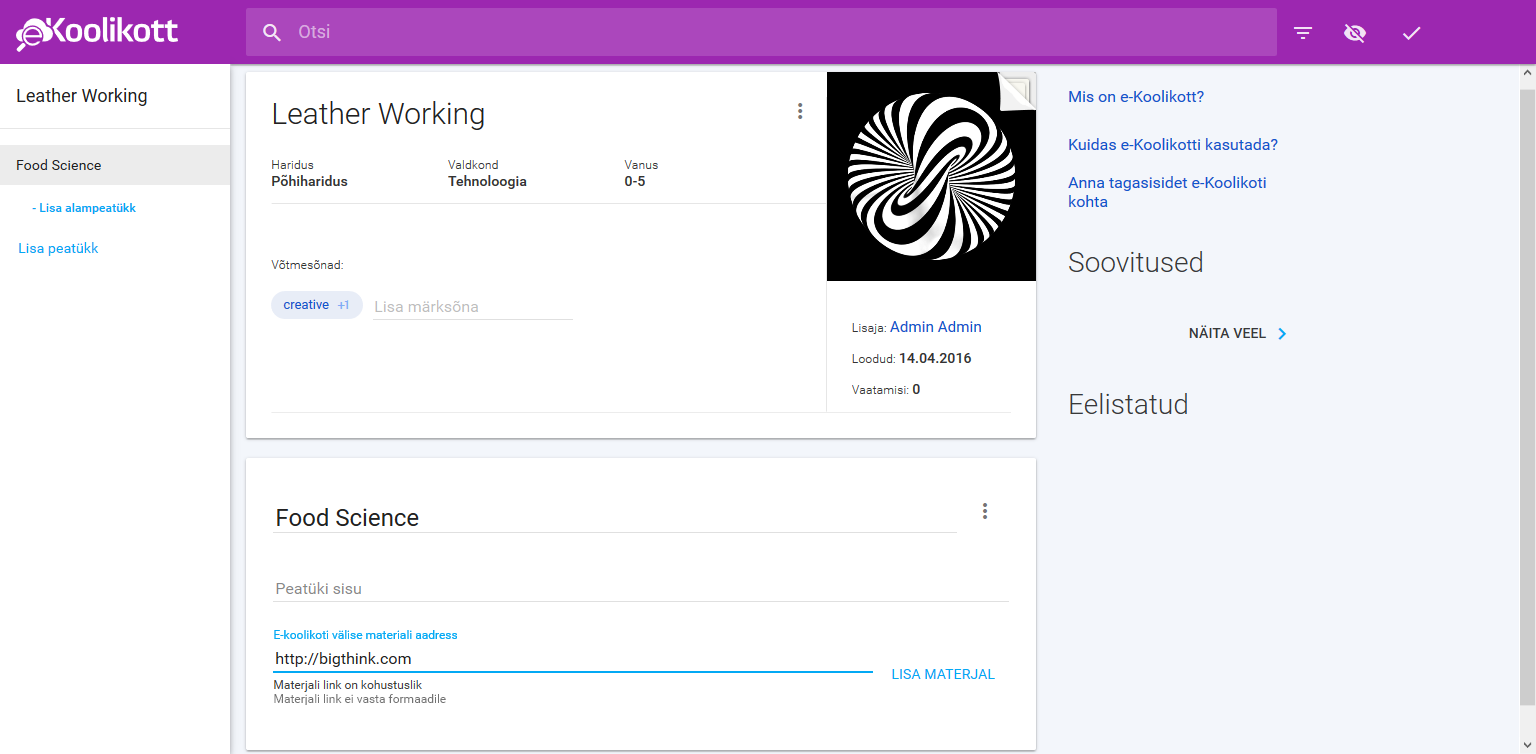 eKoolikott
Otsi
Leather Working
Food Science
- Lisa alampeatükk
Lisa peatükk
Leather Working
Haridus
Põhiharidus
Valdkond
Tehnoloogia
Vanus
0-5
Võtmesõnad:
creative +1
Lisa märksõna
Lisaja: Admin Admin
Loodud: 14.04.2016
Vaatamisi: 0
Food Science
Peatüki sisu
E-koolikoti välise materiali aadress
http://bigthink.com
LISA MATERJAL
Materjali link on kohustuslik
Materjali link ei vasta formaadile
Mis on e-Koolikott?
Kuidas e-Koolikotti kasutada?
Anna tagasisidet e-Koolikoti
kohta
Soovitused
NÄITA VEEL
Eelistatud